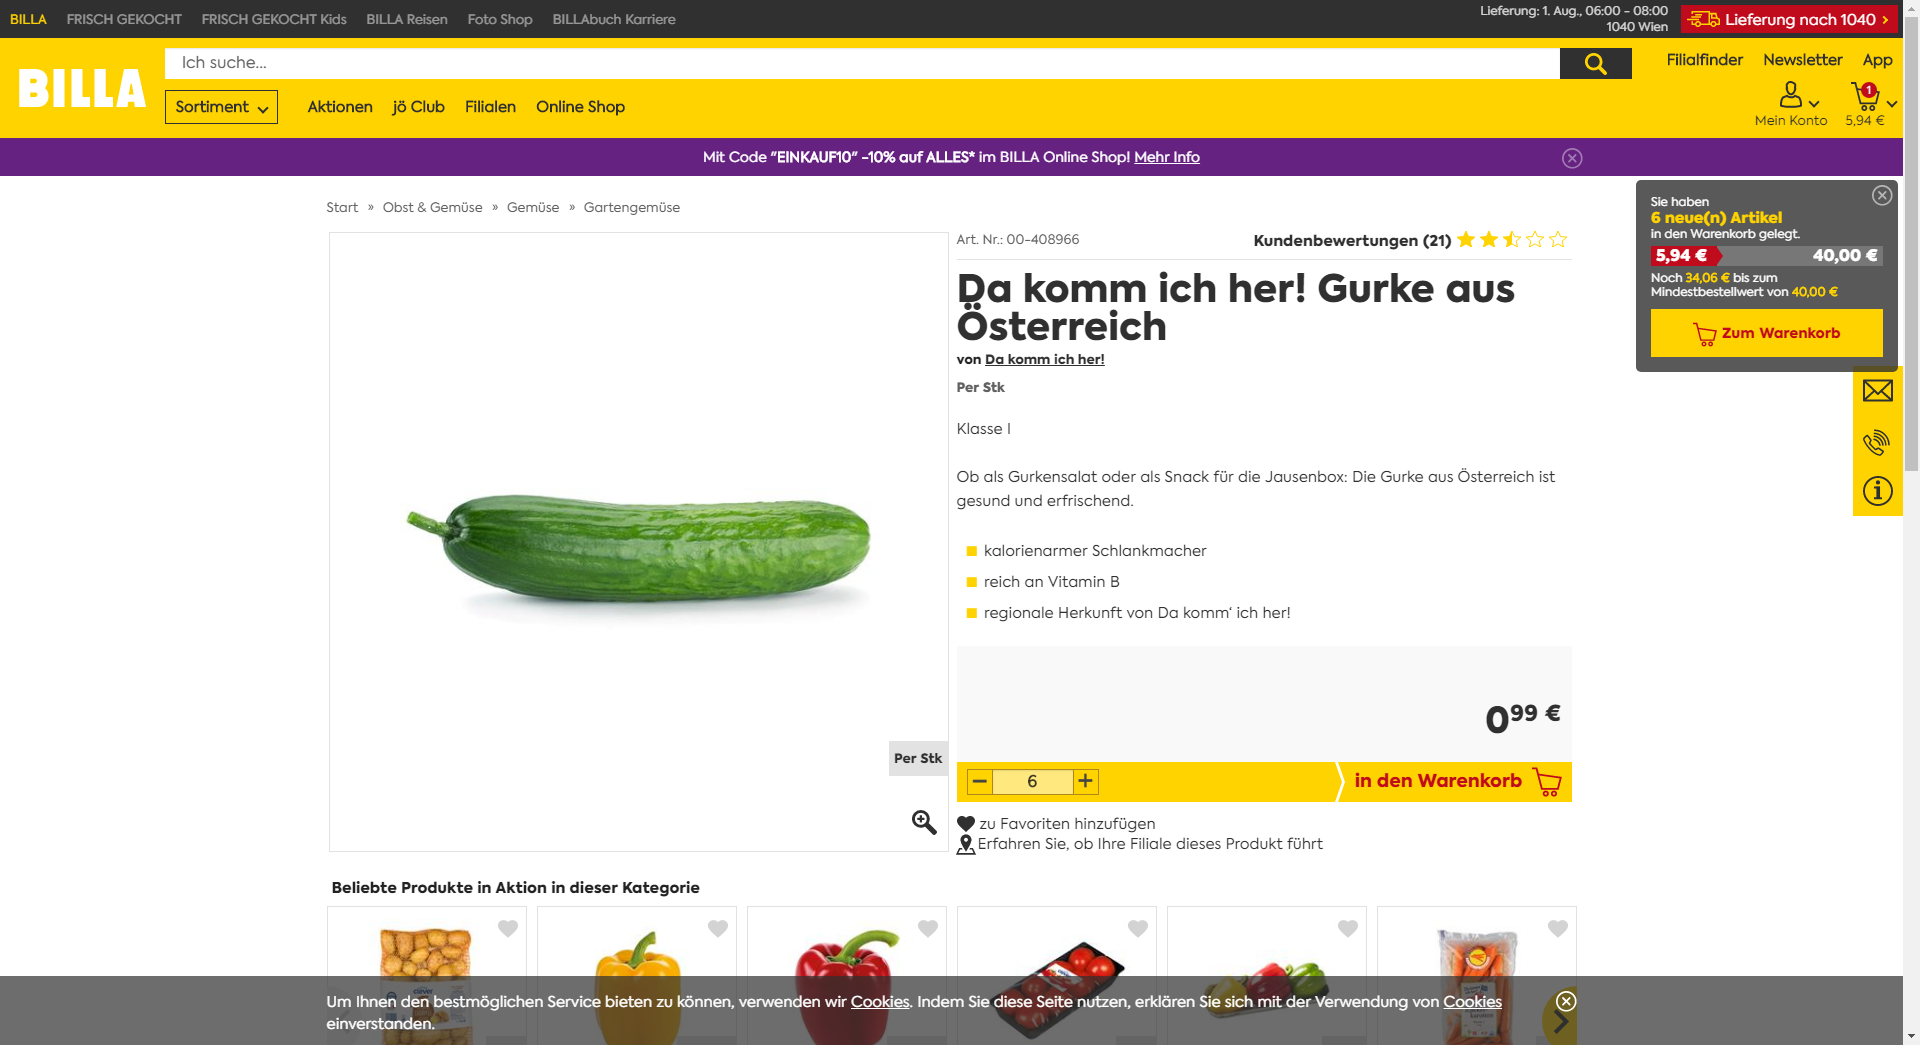 BILLA FRISCH GEKOCHT FRISCH GEKOCHT Kids BILLA Reisen Foto Shop BILLAbuch Karriere
Lieferung: 1. Aug., 06:00 - 08:00
1040 Wien
Lieferung nach 1040
BILLA
Ich suche...
Filialfinder Newsletter App
Sortiment Aktionen jö Club Filialen Online Shop
1
Mein Konto 5,94 €
Mit Code "EINKAUF10" -10% auf ALLES* im BILLA Online Shop! Mehr Info
Sie haben
6 neue(n) Artikel
in den Warenkorb gelegt.
5,94 € 40,00 €
Noch 34,06 € bis zum
Mindestbestellwert von 40,00 €
Zum Warenkorb
Start » Obst & Gemüse » Gemüse » Gartengemüse
Art. Nr.: 00-408966
Kundenbewertungen (21)
Da komm ich her! Gurke aus
Österreich
von Da komm ich her!
Per Stk
Klasse I
Ob als Gurkensalat oder als Snack für die Jausenbox: Die Gurke aus Österreich ist
gesund und erfrischend.
kalorienarmer Schlankmacher
reich an Vitamin B
regionale Herkunft von Da komm‘ ich her!
0 99 €
Per Stk
− 6 +
in den Warenkorb
zu Favoriten hinzufügen
Erfahren Sie, ob Ihre Filiale dieses Produkt führt
Beliebte Produkte in Aktion in dieser Kategorie
Um Ihnen den bestmöglichen Service bieten zu können, verwenden wir Cookies. Indem Sie diese Seite nutzen, erklären Sie sich mit der Verwendung von Cookies
einverstanden.